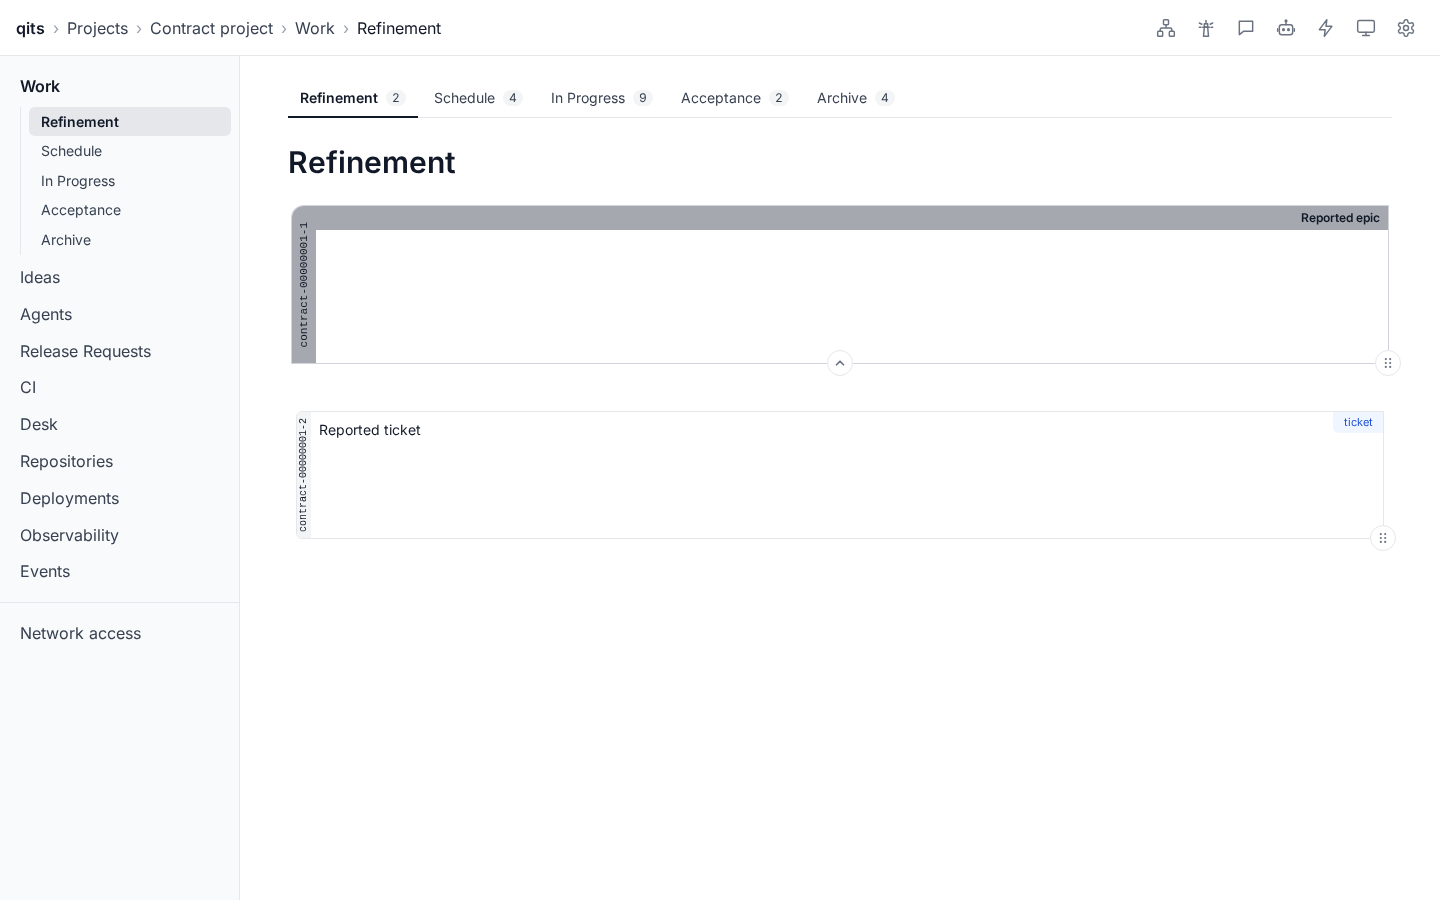 qits › Projects › Contract project › Work › Refinement
Work
Refinement
Schedule
In Progress
Acceptance
Archive
Ideas
Agents
Release Requests
CI
Desk
Repositories
Deployments
Observability
Events
Network access
Refinement 2 Schedule 4 In Progress 9 Acceptance 2 Archive 4
Refinement
Reported epic
contract-00000001-1
contract-00000001-2
Reported ticket
ticket